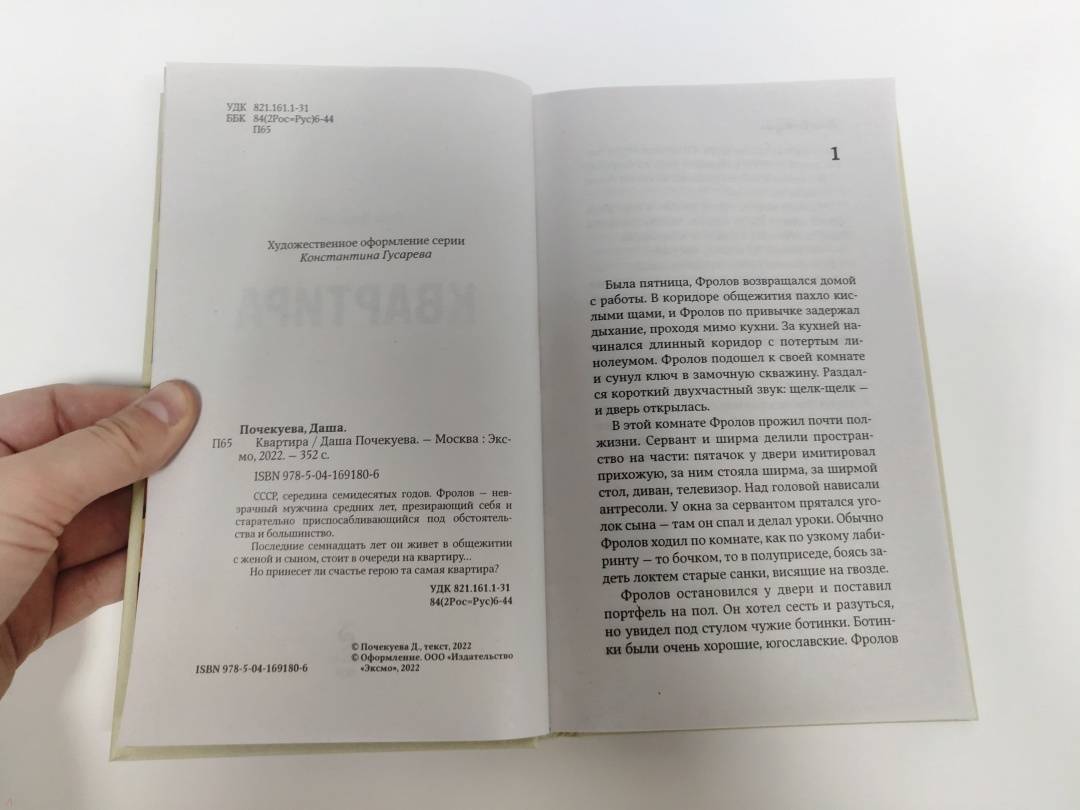 УДК 821.161.1-31
ББК 84(2Рос=Рус)6-44
П65
Художественное оформление серии
Константина Гусарева
КВАРТИРА
Почекуева, Даша.
П65 Квартира / Даша Почекуева. — Москва : Экс-
мо, 2022. — 352 с.
ISBN 978-5-04-169180-6
СССР, середина семидесятых годов. Фролов — нев-
зрачный мужчина средних лет, презирающий себя и
старательно приспосабливающийся под обстоятель-
ства и большинство.
Последние семнадцать лет он живет в общежитии
с женой и сыном, стоит в очереди на квартиру...
Но принесет ли счастье герою та самая квартира?
УДК 821.161.1-31
84(2Рос=Рус)6-44
© Почекуева Д., текст, 2022
© Оформление. ООО «Издательство
«Эксмо», 2022
ISBN 978-5-04-169180-6
1
Была пятница, Фролов возвращался домой
с работы. В коридоре общежития пахло кис-
лыми щами, и Фролов по привычке задержал
дыхание, проходя мимо кухни. За кухней на-
чинался длинный коридор с потертым ли-
нолеумом. Фролов подошел к своей комнате
и сунул ключ в замочную скважину. Раздал-
ся короткий двухчастный звук: щелк-щелк —
и дверь открылась.
В этой комнате Фролов прожил почти пол-
жизни. Сервант и ширма делили простран-
ство на части: пятачок у двери имитировал
прихожую, за ним стояла ширма, за ширмой
стол, диван, телевизор. Над головой нависали
антресоли. У окна за сервантом прятался уго-
лок сына — там он спал и делал уроки. Обычно
Фролов ходил по комнате, как по узкому лаби-
ринту — то бочком, то в полуприседе, боясь за-
деть локтем старые санки, висящие на гвозде.
Фролов остановился у двери и поставил
портфель на пол. Он хотел сесть и разуться,
но увидел под стулом чужие ботинки. Ботин-
ки были очень хорошие, югославские. Фролов